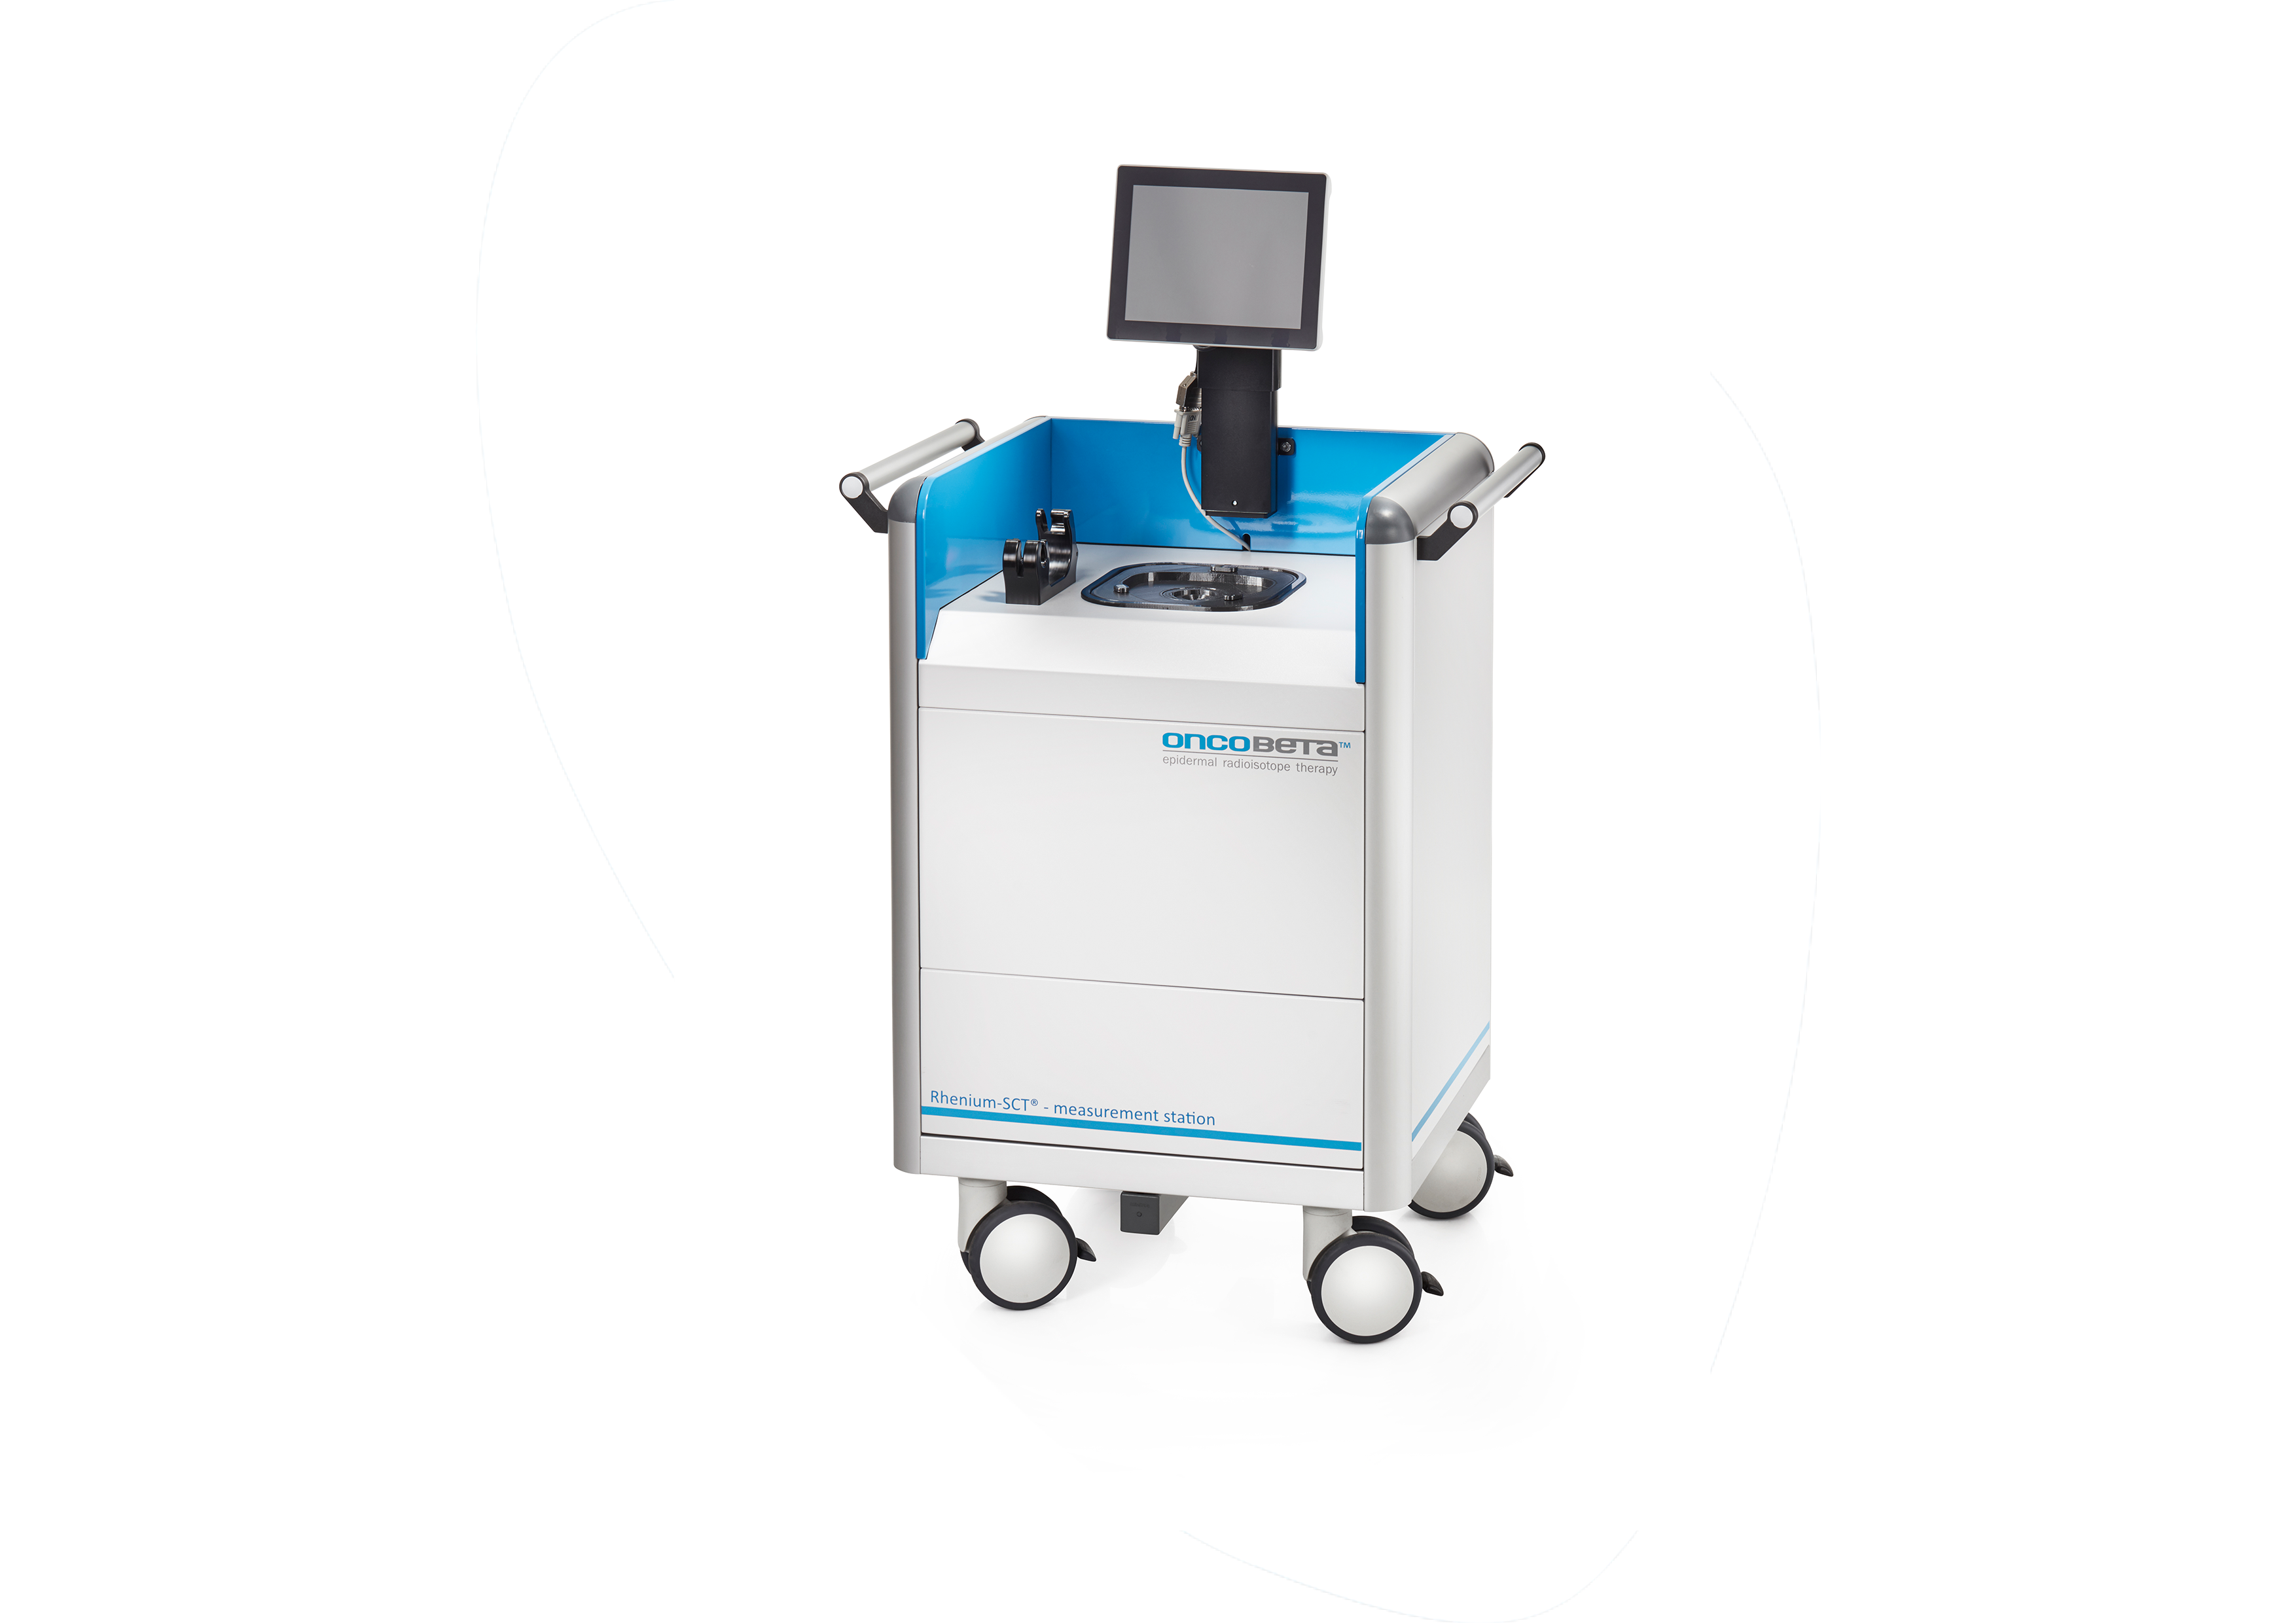 oncoBeta™
epidermal radioisotope therapy
Rhenium-SCT® - measurement station